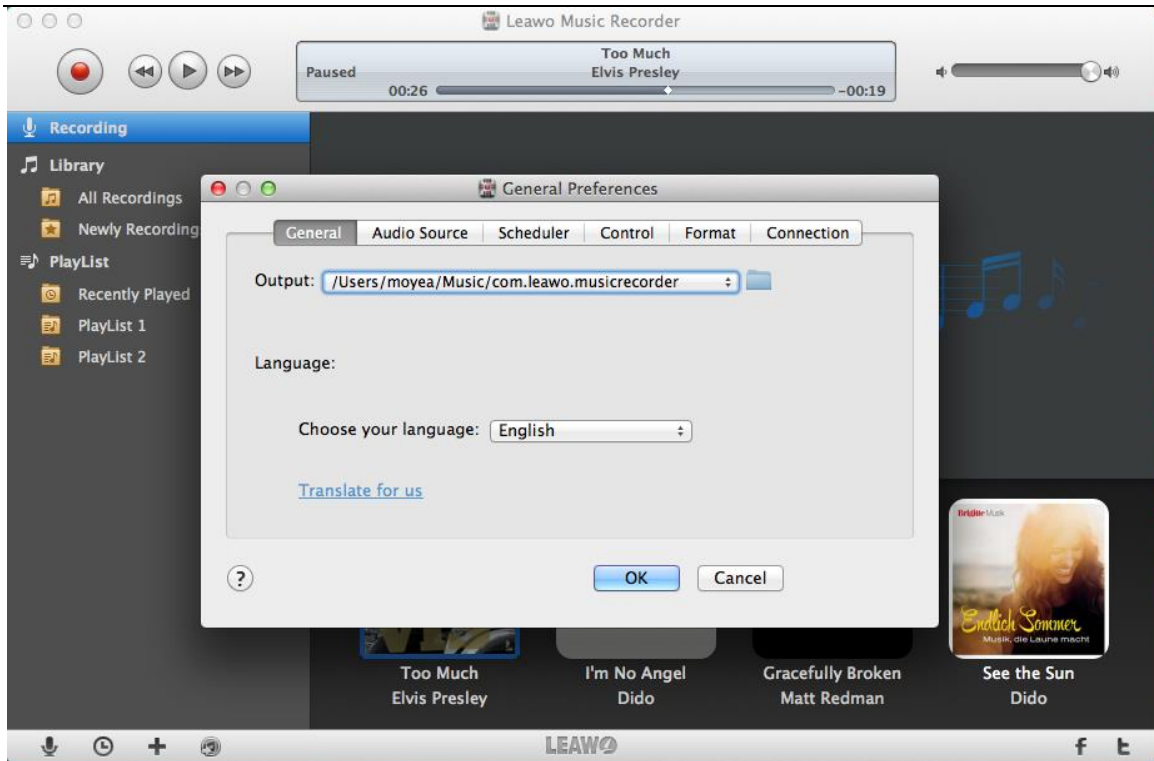 Leawo Music Recorder
Too Much
Paused
Elvis Presley
00:26
-00:19
Recording
Library
All Recordings
Newly Recording
PlayList
Recently Played
PlayList 1
PlayList 2
General Preferences
General
Audio Source
Scheduler
Control
Format
Connection
Output:
/Users/moyea/Music/com.leawo.musicrecorder
Language:
Choose your language:
English
Translate for us
?
OK
Cancel
Brigitte Musik
Endlich Sommer
Musik, die Laune macht
Too Much
Elvis Presley
I'm No Angel
Dido
Gracefully Broken
Matt Redman
See the Sun
Dido
LEAWO